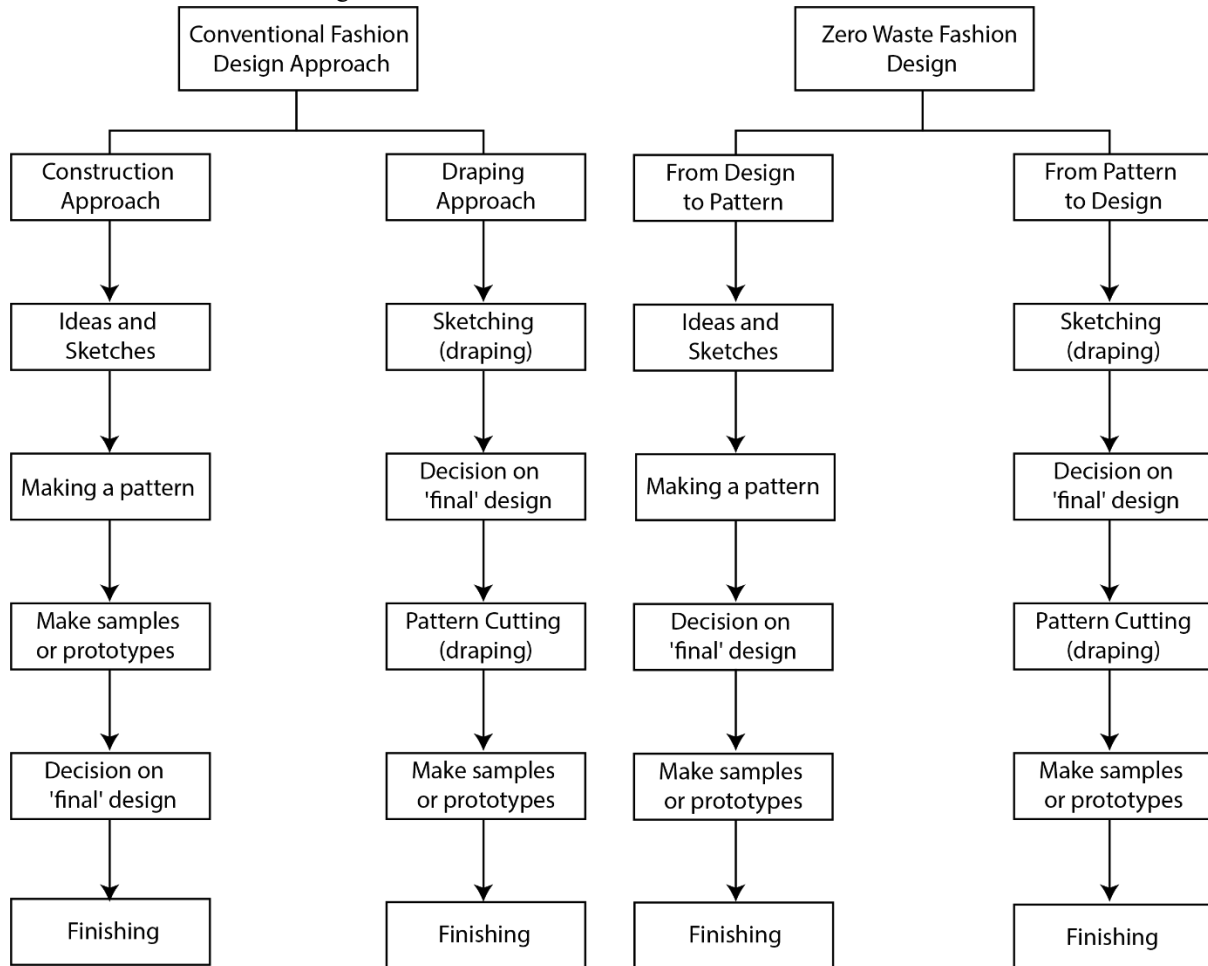 Conventional Fashion
Design Approach
Zero Waste Fashion
Design
Construction
Approach
Draping
Approach
From Design
to Pattern
From Pattern
to Design
Ideas and
Sketches
Sketching
(draping)
Ideas and
Sketches
Sketching
(draping)
Making a pattern
Decision on
'final' design
Making a pattern
Decision on
'final' design
Make samples
or prototypes
Pattern Cutting
(draping)
Decision on
'final' design
Pattern Cutting
(draping)
Decision on
'final' design
Make samples
or prototypes
Make samples
or prototypes
Make samples
or prototypes
Finishing
Finishing
Finishing
Finishing